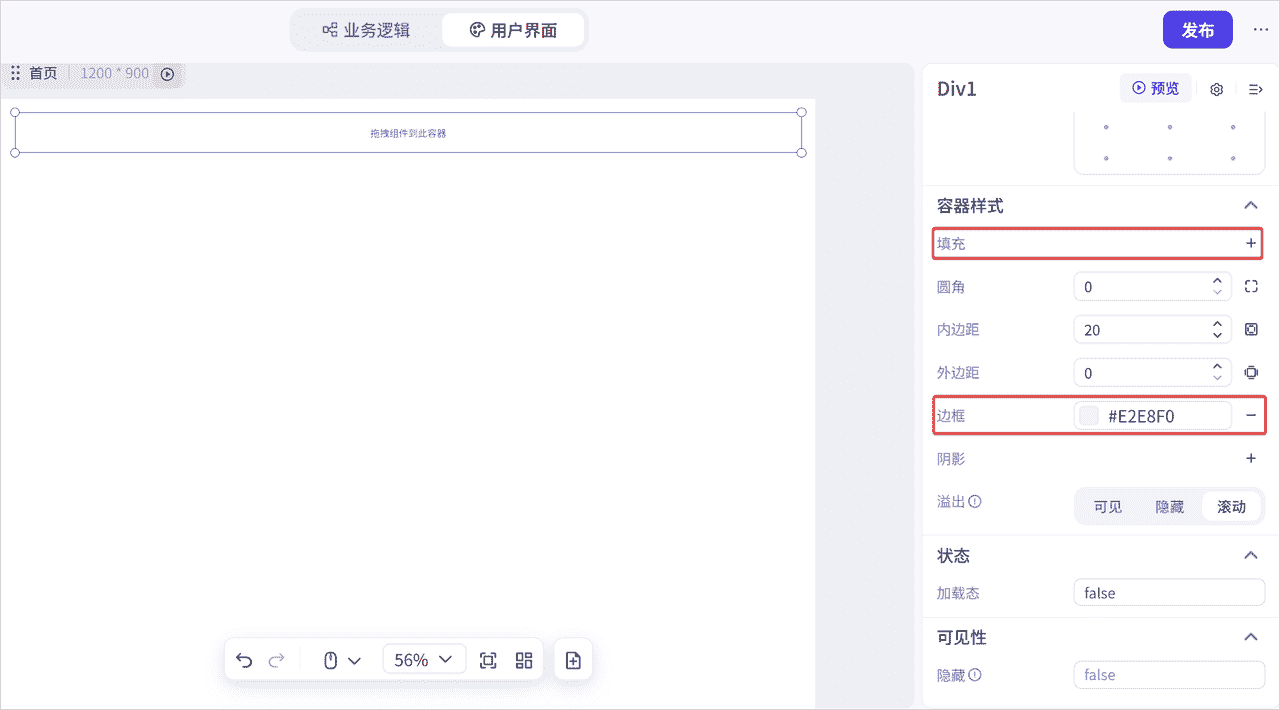 业务逻辑 用户界面 发布
首页 1200 * 900
拖拽组件到此容器
56%
Div1 预览
容器样式
填充
圆角 0
内边距 20
外边距 0
边框 #E2E8F0
阴影
溢出 可见 隐藏 滚动
状态
加载态 false
可见性
隐藏 false